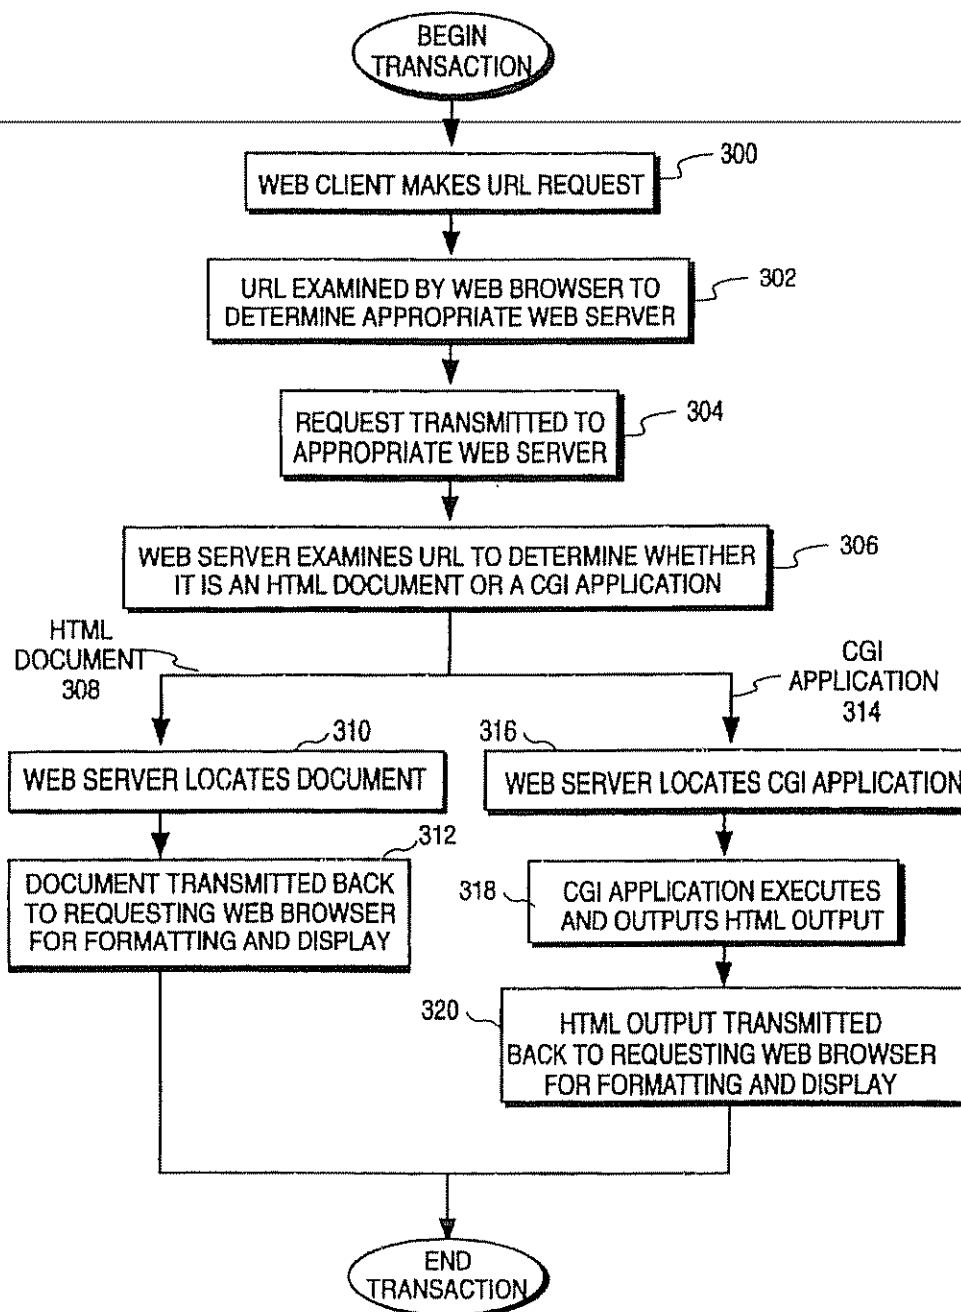 BEGIN
TRANSACTION
300
WEB CLIENT MAKES URL REQUEST
302
URL EXAMINED BY WEB BROWSER TO
DETERMINE APPROPRIATE WEB SERVER
304
REQUEST TRANSMITTED TO
APPROPRIATE WEB SERVER
306
WEB SERVER EXAMINES URL TO DETERMINE WHETHER
IT IS AN HTML DOCUMENT OR A CGI APPLICATION
HTML
DOCUMENT
308
CGI
APPLICATION
314
310
WEB SERVER LOCATES DOCUMENT
316
WEB SERVER LOCATES CGI APPLICATION
312
DOCUMENT TRANSMITTED BACK
TO REQUESTING WEB BROWSER
FOR FORMATTING AND DISPLAY
318
CGI APPLICATION EXECUTES
AND OUTPUTS HTML OUTPUT
320
HTML OUTPUT TRANSMITTED
BACK TO REQUESTING WEB BROWSER
FOR FORMATTING AND DISPLAY
END
TRANSACTION